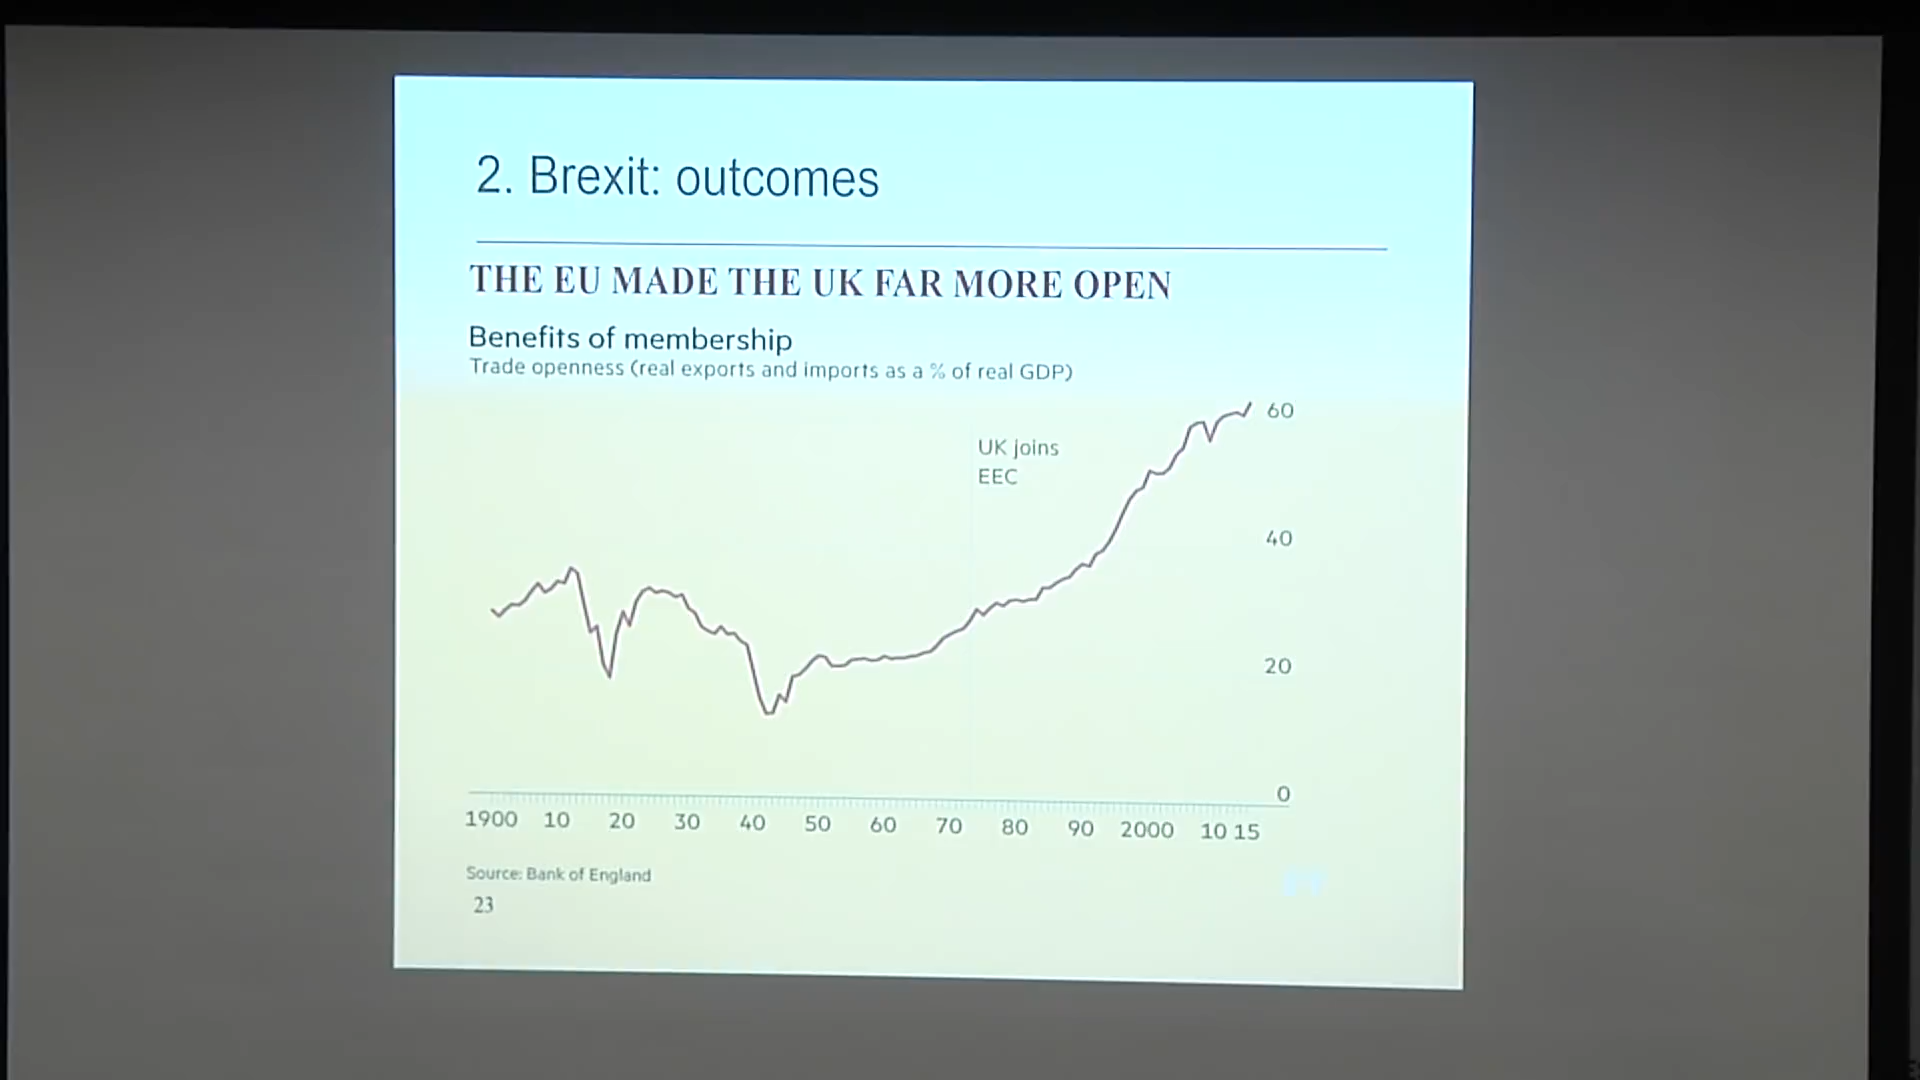 2. Brexit: outcomes
THE EU MADE THE UK FAR MORE OPEN
Benefits of membership
Trade openness (real exports and imports as a % of real GDP)
60
UK joins
EEC
40
20
0
1900 10 20 30 40 50 60 70 80 90 2000 10 15
Source: Bank of England
23